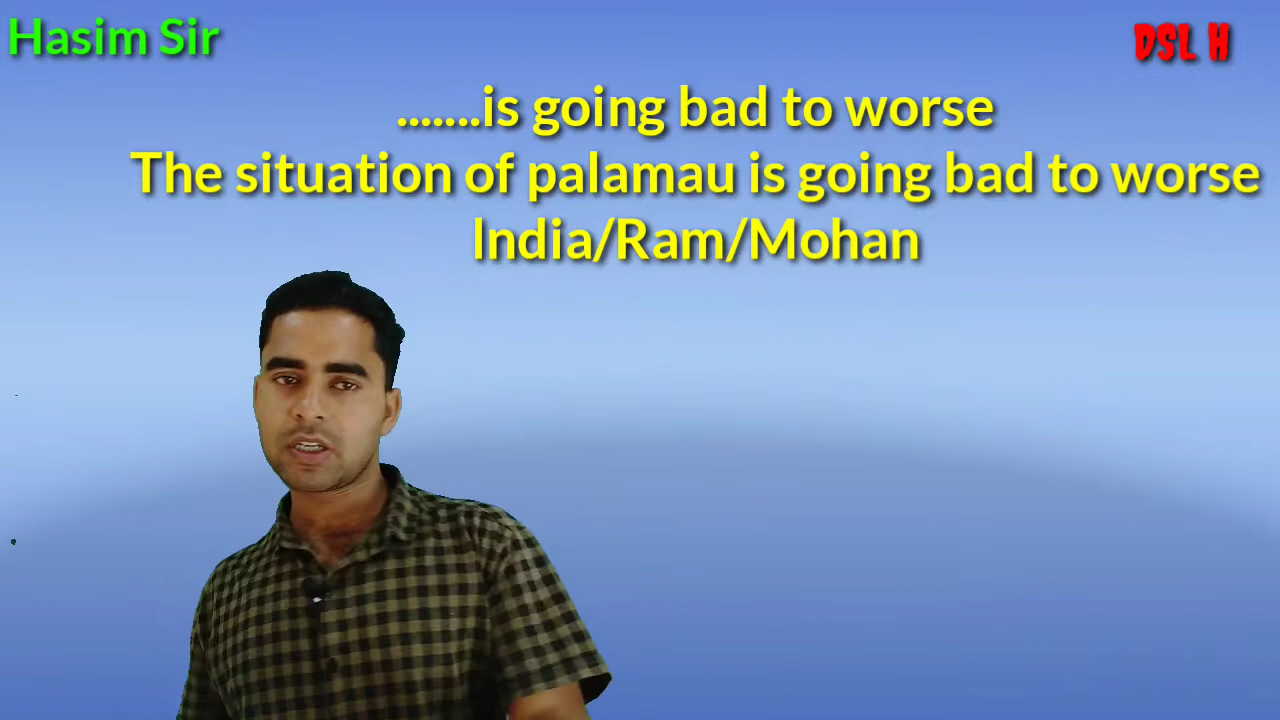 Hasim Sir
DSL H
.......is going bad to worse
The situation of palamau is going bad to worse
India/Ram/Mohan